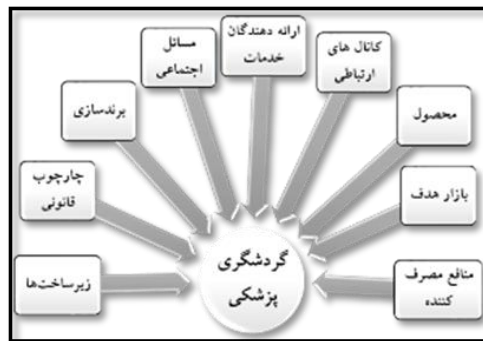 ارائه دهندگان
خدمات
کانال های
ارتباطی
مسائل
اجتماعی
محصول
برندسازی
بازار هدف
چارچوب
قانونی
منافع مصرف
کننده
زیرساخت‌ها
گردشگری
پزشکی